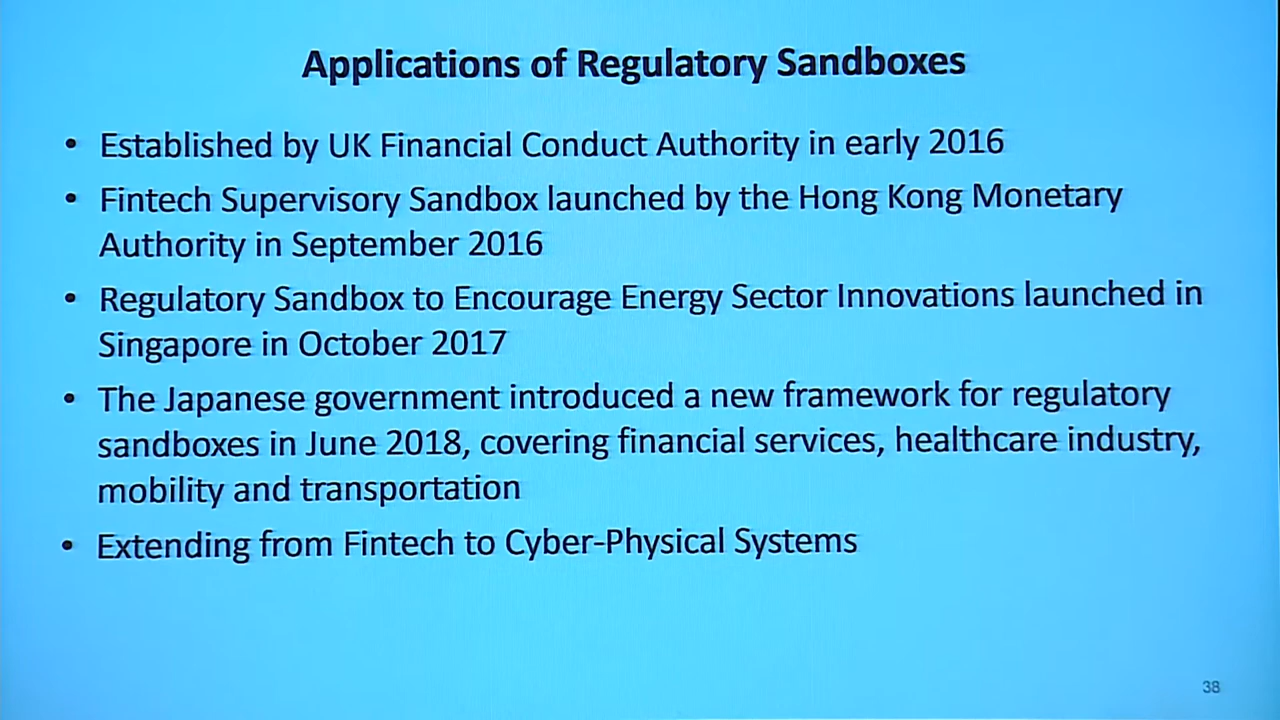 Applications of Regulatory Sandboxes
• Established by UK Financial Conduct Authority in early 2016
• Fintech Supervisory Sandbox launched by the Hong Kong Monetary
Authority in September 2016
• Regulatory Sandbox to Encourage Energy Sector Innovations launched in
Singapore in October 2017
• The Japanese government introduced a new framework for regulatory
sandboxes in June 2018, covering financial services, healthcare industry,
mobility and transportation
• Extending from Fintech to Cyber-Physical Systems
38